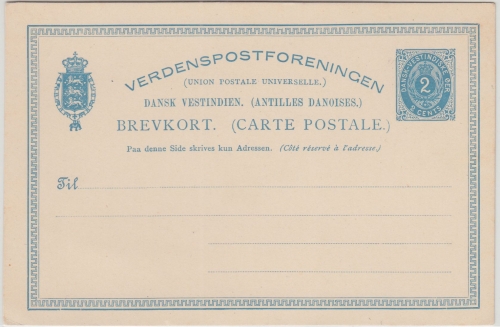 VERDENSPOSTFORENINGEN
(UNION POSTALE UNIVERSELLE.)
DANSK VESTINDIEN. (ANTILLES DANOISES.)
BREVKORT. (CARTE POSTALE.)
Paa denne Side skrives kun Adressen. (Côté réservé à l'adresse.)
Til
2
CENTS